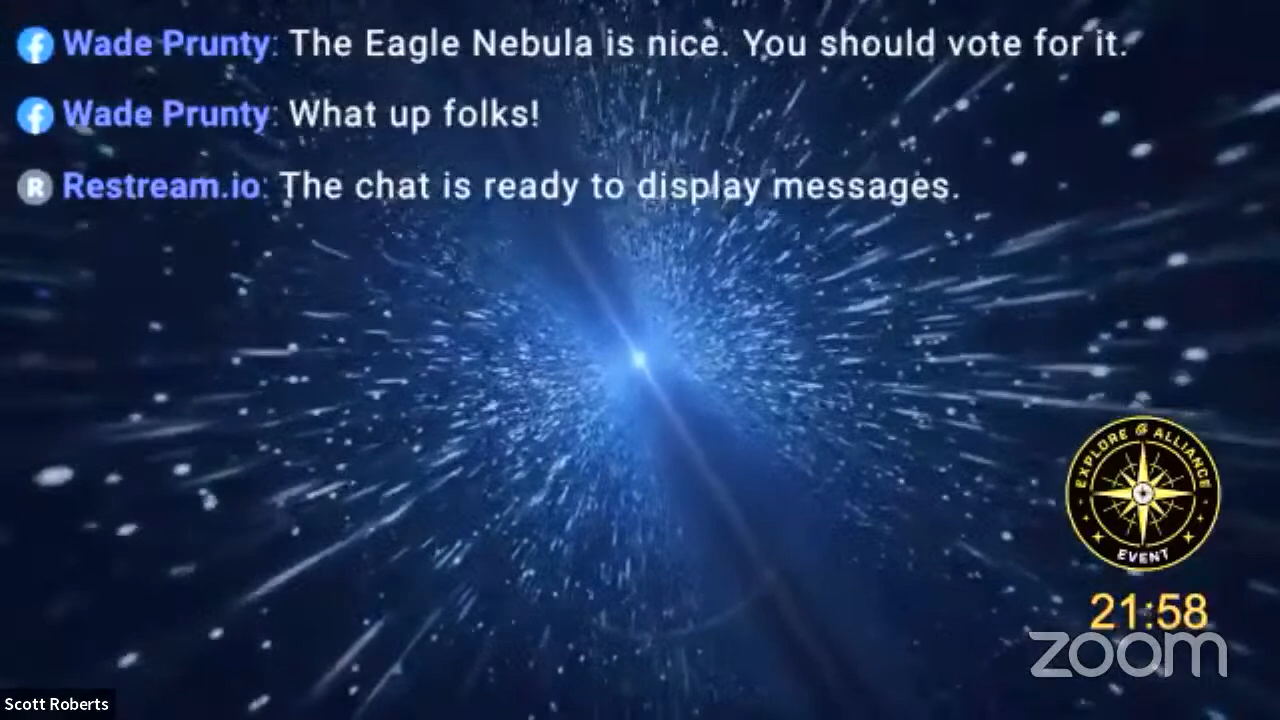 Wade Prunty: The Eagle Nebula is nice. You should vote for it.
Wade Prunty: What up folks!
R Restream.io: The chat is ready to display messages.
EXPLORE ALLIANCE
EVENT
21:58
zoom
Scott Roberts